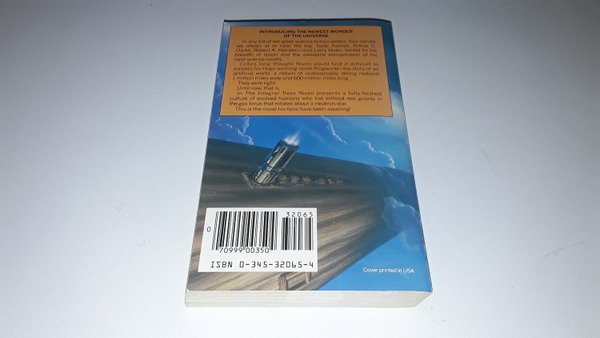 INTRODUCING THE NEWEST WONDER
OF THE UNIVERSE
In any list of ten great science fiction writers, four names
are always at or near the top: Isaac Asimov, Arthur C.
Clarke, Robert A. Heinlein—and Larry Niven, famed for his
breadth of vision and the awesome extrapolation of his
hard science novels.
Critics long thought Niven would find it difficult to
surpass his Hugo winning novel Ringworld—the story of an
artificial world, a ribbon of unreasonably strong material
1 million miles wide and 600 million miles long.
They were right.
Until now, that is.
In The Integral Trees Niven presents a fully fleshed
culture of evolved humans who live without real gravity in
the gas torus that rotates about a neutron star.
This is the novel his fans have been awaiting!
32065
0
70999 00350
ISBN 0-345-32065-4
Cover printed in USA